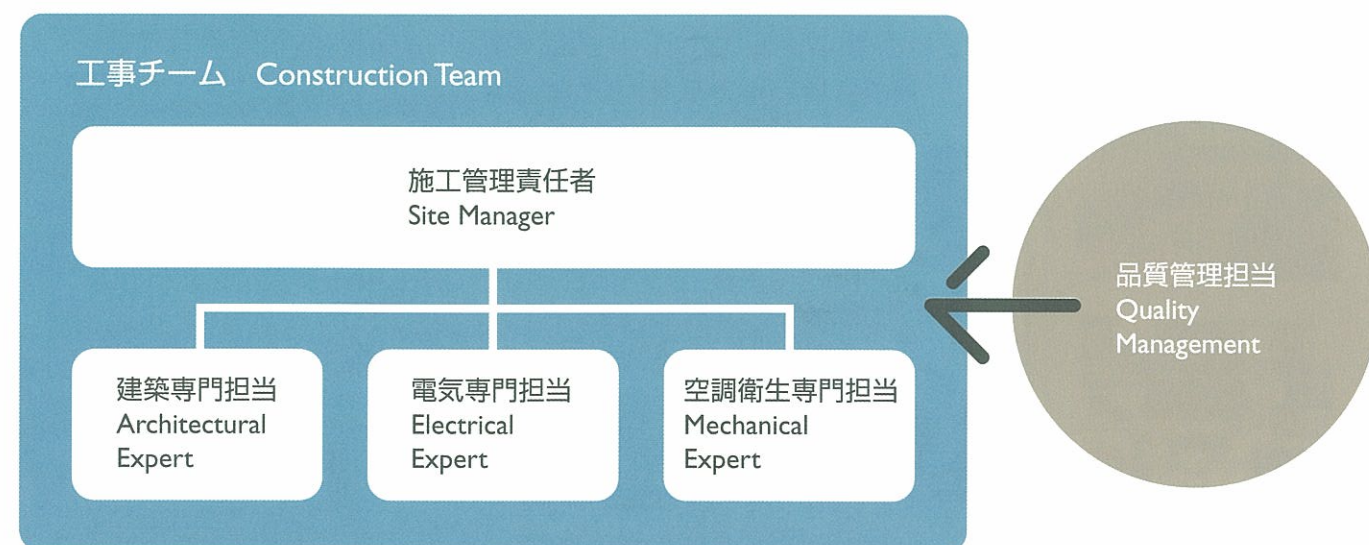 工事チーム Construction Team
施工管理責任者
Site Manager
建築専門担当
Architectural
Expert
電気専門担当
Electrical
Expert
空調衛生専門担当
Mechanical
Expert
品質管理担当
Quality
Management